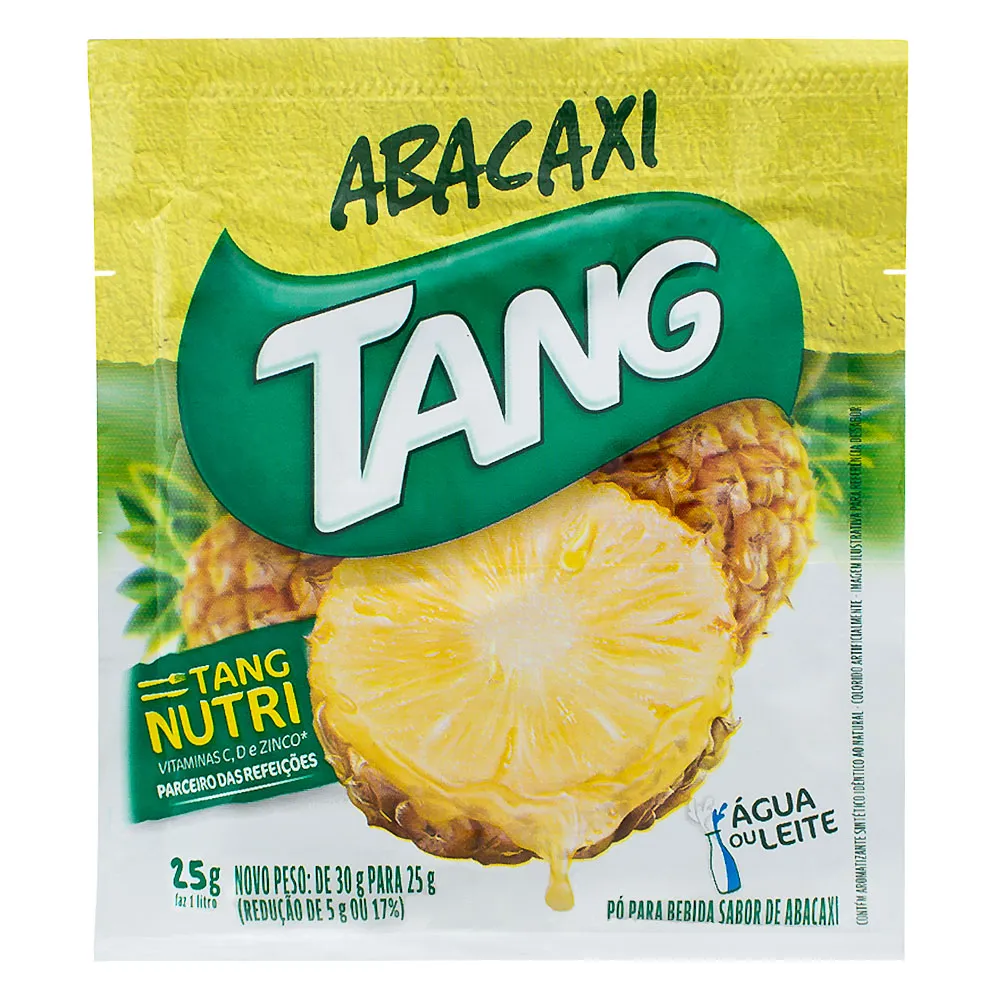 ABACAXI
TANG
TANG
NUTRI
VITAMINAS C, D e ZINCO*
PARCEIRO DAS REFEIÇÕES
25g
faz 1 litro
NOVO PESO: DE 30 g PARA 25 g
(REDUÇÃO DE 5 g OU 17%)
ÁGUA
OU LEITE
PÓ PARA BEBIDA SABOR DE ABACAXI
CONTÉM AROMATIZANTE SINTÉTICO IDÊNTICO AO NATURAL - COLORIDO ARTIFICIALMENTE - IMAGEM ILUSTRATIVA PARA REFERÊNCIA DE SABOR